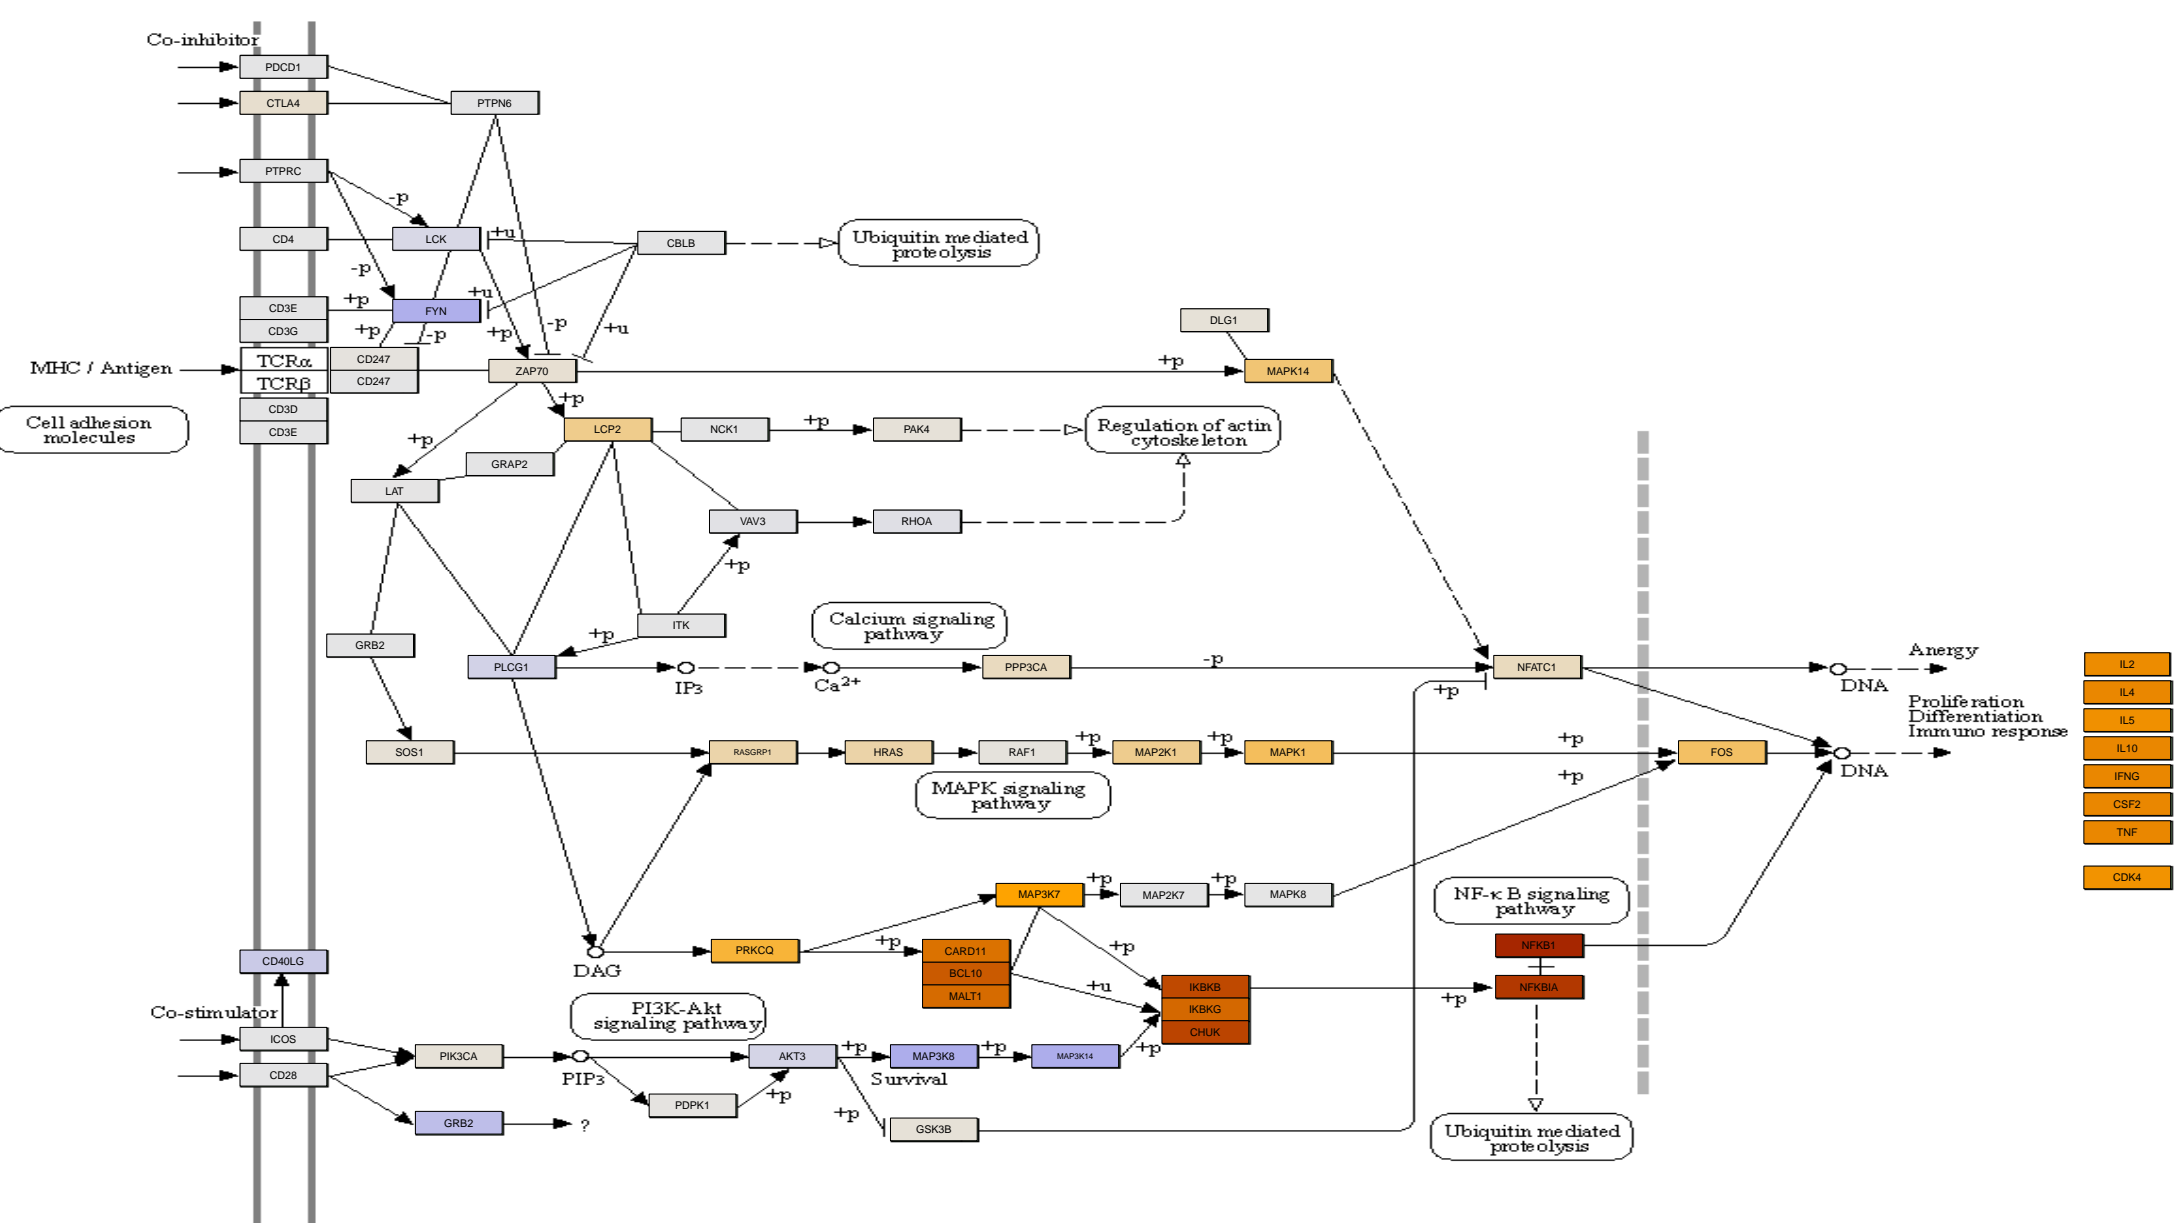 Co-inhibitor
PDCD1
CTLA4
PTPN6
PTPRC
-p
CD4
LCK
+u
CBLB
Ubiquitin mediated
proteolysis
-p
CD3E
+p
FYN
+u
CD3G
+p
-p
+p
-p
+u
DLG1
MHC / Antigen
TCRα
CD247
TCRβ
CD247
ZAP70
+p
MAPK14
Cell adhesion
molecules
CD3D
CD3E
+p
+p
LCP2
NCK1
+p
PAK4
Regulation of actin
cytoskeleton
GRAP2
LAT
VAV3
RHOA
+p
ITK
Calcium signaling
pathway
GRB2
+p
PLCG1
IP3
Ca2+
PPP3CA
-p
NFATC1
+p
DNA
Anergy
Proliferation
Differentiation
Immuno response
SOS1
RASGRP1
HRAS
RAF1
+p
MAP2K1
+p
MAPK1
+p
+p
FOS
DNA
MAPK signaling
pathway
IL2
IL4
IL5
IL10
IFNG
CSF2
TNF
CDK4
MAP3K7
+p
MAP2K7
+p
MAPK8
NF-κ B signaling
pathway
DAG
PRKCQ
+p
CARD11
BCL10
MALT1
+p
+u
IKBKB
IKBKG
CHUK
+p
NFKB1
NFKBIA
CD40LG
Co-stimulator
ICOS
CD28
PI3K-Akt
signaling pathway
PIK3CA
PIP3
AKT3
+p
MAP3K8
+p
MAP3K14
+p
Survival
PDPK1
+p
+p
GRB2
?
GSK3B
Ubiquitin mediated
proteolysis